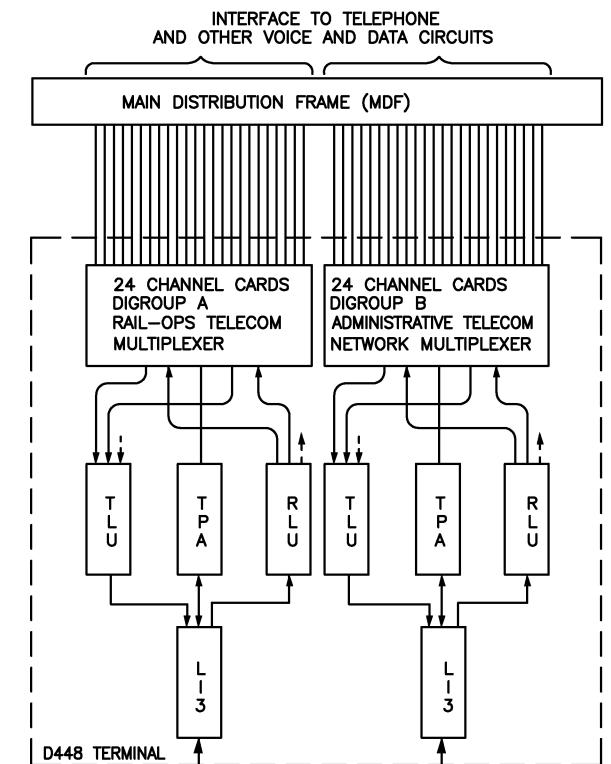 INTERFACE TO TELEPHONE
AND OTHER VOICE AND DATA CIRCUITS
MAIN DISTRIBUTION FRAME (MDF)
24 CHANNEL CARDS
DIGROUP A
RAIL-OPS TELECOM
MULTIPLEXER
24 CHANNEL CARDS
DIGROUP B
ADMINISTRATIVE TELECOM
NETWORK MULTIPLEXER
TLU
TPA
RLU
TLU
TPA
RLU
LI3
LI3
D448 TERMINAL